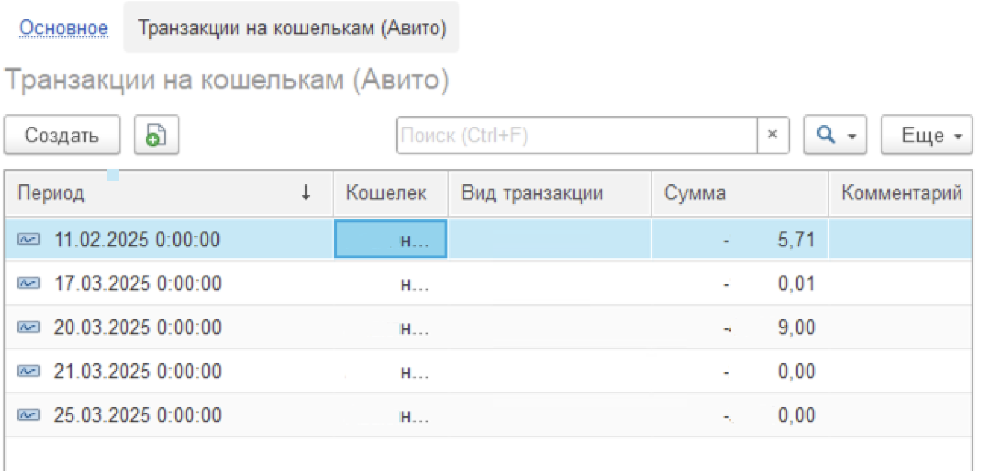 Основное Транзакции на кошелькам (Авито)
Транзакции на кошелькам (Авито)
Создать Поиск (Ctrl+F) × Еще
Период ↓ Кошелек Вид транзакции Сумма Комментарий
11.02.2025 0:00:00 н... - 5,71
17.03.2025 0:00:00 н... - 0,01
20.03.2025 0:00:00 н... - 9,00
21.03.2025 0:00:00 н... - 0,00
25.03.2025 0:00:00 н... - 0,00